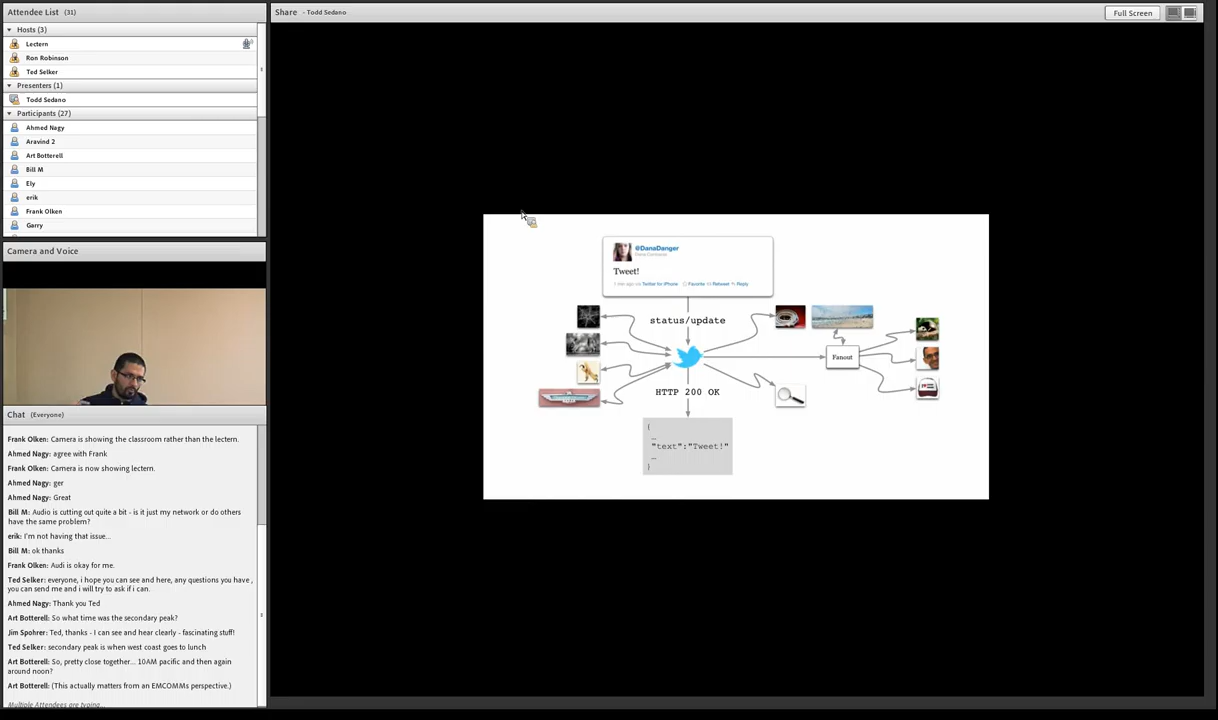 Attendee List (31)
Hosts (3)
Lectern
Ron Robinson
Ted Selker
Presenters (1)
Todd Sedano
Participants (27)
Ahmed Nagy
Aravind 2
Art Botterell
Bill M
Ely
erik
Frank Olken
Garry
Camera and Voice
Chat (Everyone)
Frank Olken: Camera is showing the classroom rather than the lectern.
Ahmed Nagy: agree with Frank
Frank Olken: Camera is now showing lectern.
Ahmed Nagy: ger
Ahmed Nagy: Great
Bill M: Audio is cutting out quite a bit - is it just my network or do others
have the same problem?
erik: I'm not having that issue...
Bill M: ok thanks
Frank Olken: Audi is okay for me.
Ted Selker: everyone, i hope you can see and here, any questions you have ,
you can send me and i will try to ask if i can.
Ahmed Nagy: Thank you Ted
Art Botterell: So what time was the secondary peak?
Jim Spohrer: Ted, thanks - I can see and hear clearly - fascinating stuff!
Ted Selker: secondary peak is when west coast goes to lunch
Art Botterell: So, pretty close together... 10AM pacific and then again
around noon?
Art Botterell: (This actually matters from an EMCOMMs perspective.)
Multiple Attendees are typing...
Share - Todd Sedano
Full Screen
@DanaDanger
Tweet!
1 min ago via Twitter for iPhone Favorite Retweet Reply
status/update
Fanout
HTTP 200 OK
{
…
"text":"Tweet!"
…
}